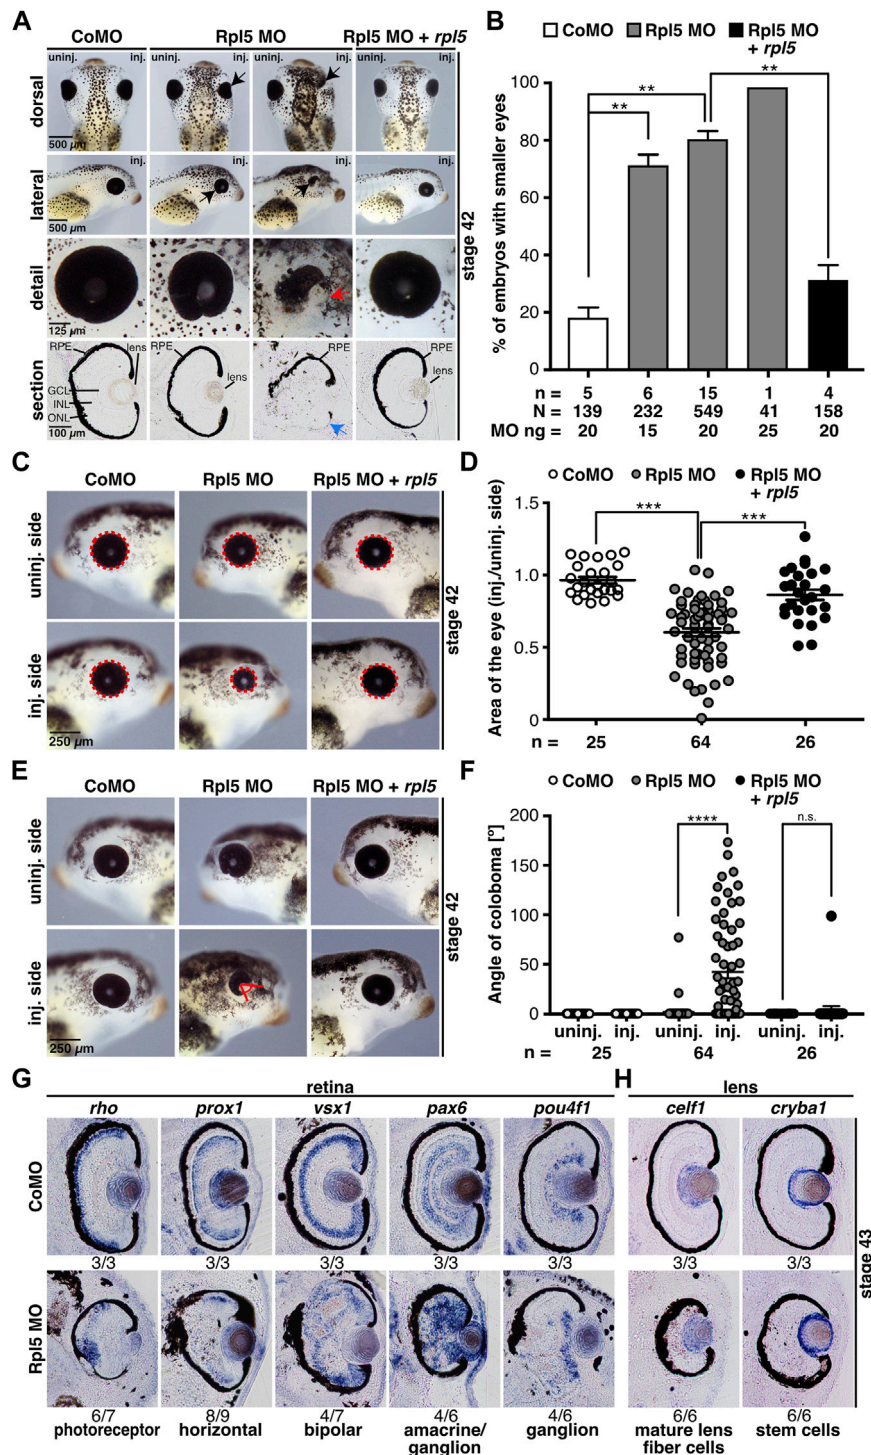 A
CoMO Rpl5 MO Rpl5 MO + rpl5
dorsal
uninj. inj. uninj. inj. uninj. inj. uninj. inj.
500 µm
lateral
inj. inj. inj. inj.
500 µm
detail
125 µm
section
RPE lens RPE lens RPE RPE lens
GCL
INL
ONL
100 µm
stage 42
B
CoMO Rpl5 MO Rpl5 MO + rpl5
% of embryos with smaller eyes
100
80
60
40
20
0
** ** **
n = 5 6 15 1 4
N = 139 232 549 41 158
MO ng = 20 15 20 25 20
C
CoMO Rpl5 MO Rpl5 MO + rpl5
uninj. side
inj. side
250 µm
stage 42
D
CoMO Rpl5 MO Rpl5 MO + rpl5
Area of the eye (inj./uninj. side)
1.5
1.0
0.5
0
*** ***
n = 25 64 26
E
CoMO Rpl5 MO Rpl5 MO + rpl5
uninj. side
inj. side
250 µm
stage 42
F
CoMO Rpl5 MO Rpl5 MO + rpl5
Angle of coloboma [°]
200
150
100
50
0
**** n.s.
uninj. inj. uninj. inj. uninj. inj.
n = 25 64 26
G
retina
rho prox1 vsx1 pax6 pou4f1
CoMO
3/3 3/3 3/3 3/3 3/3
Rpl5 MO
6/7 8/9 4/7 4/6 4/6
photoreceptor horizontal bipolar amacrine/ ganglion ganglion
H
lens
celf1 cryba1
3/3 3/3
6/6 6/6
mature lens fiber cells stem cells
stage 43